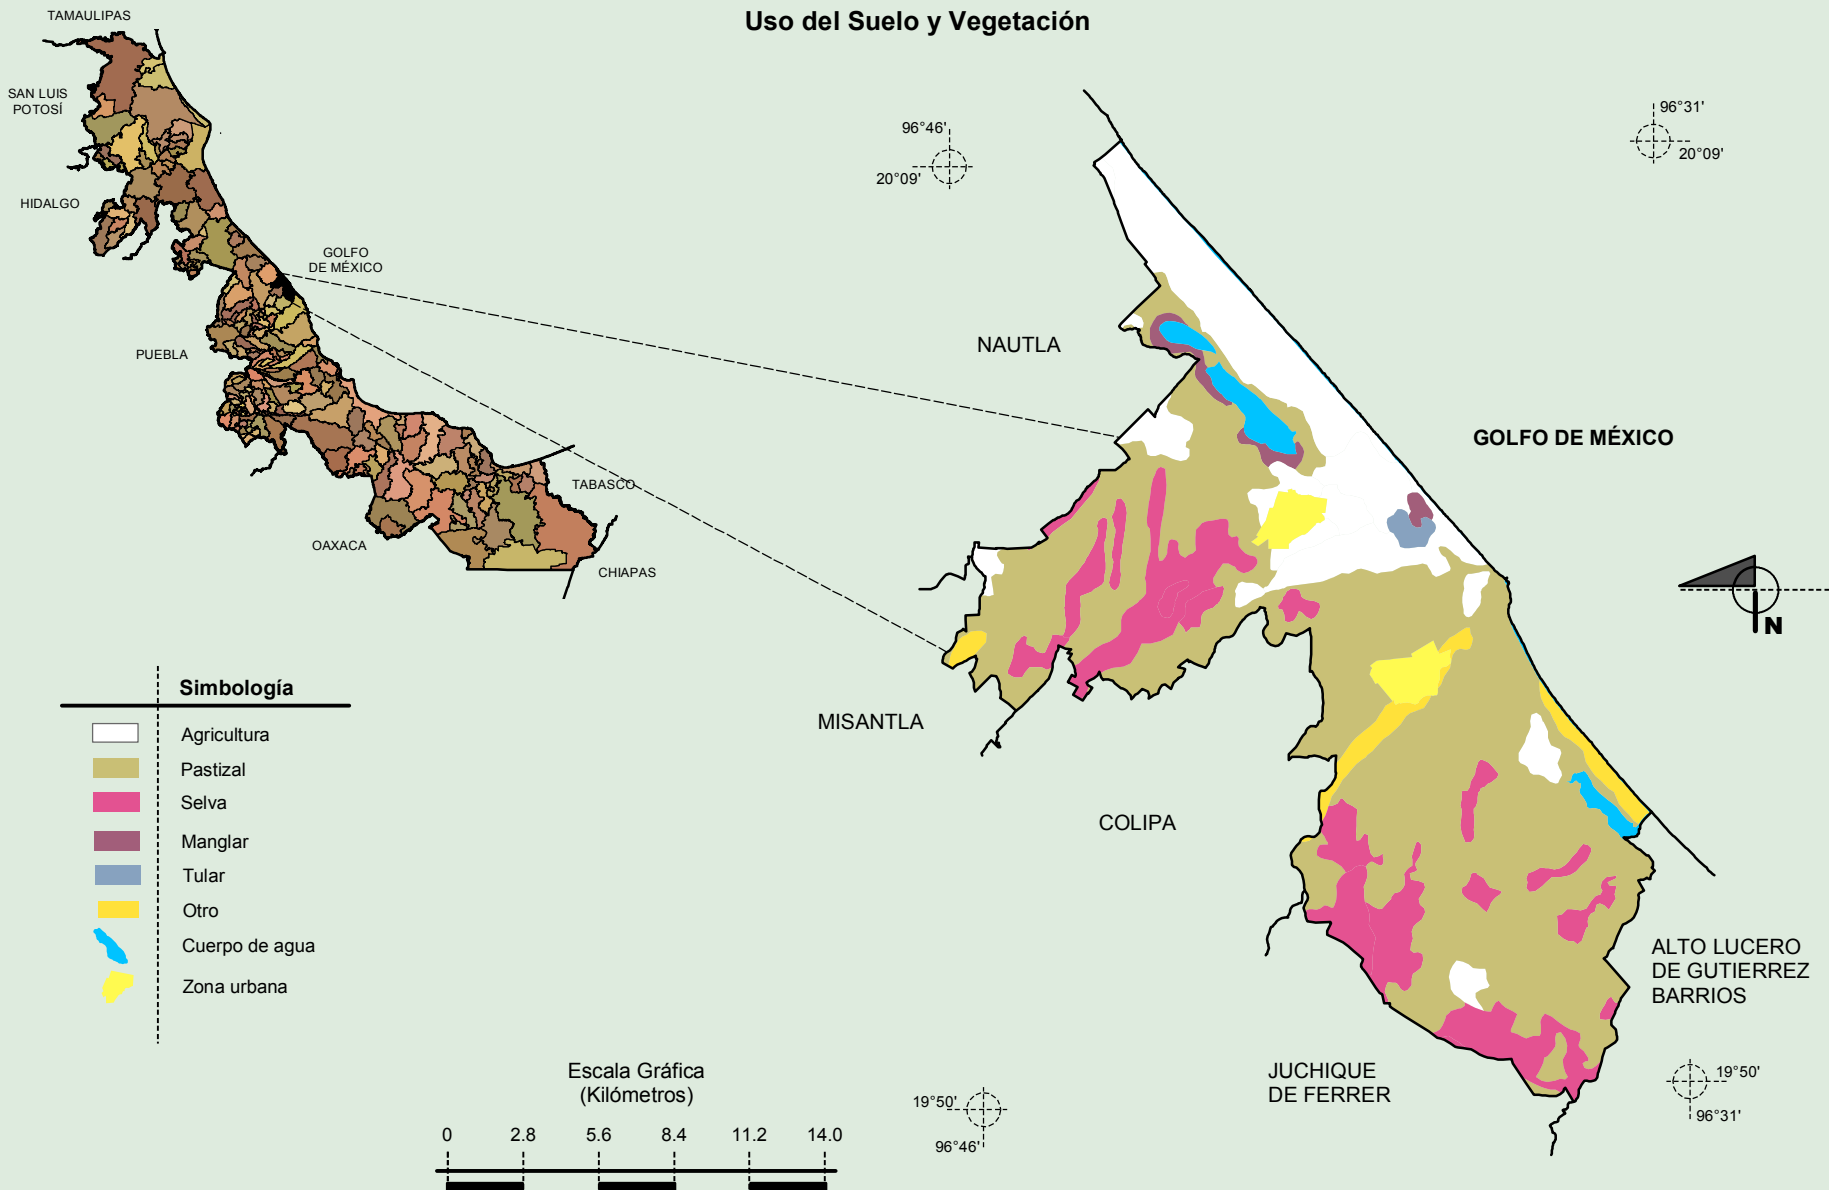 Uso del Suelo y Vegetación
TAMAULIPAS
SAN LUIS
POTOSÍ
HIDALGO
GOLFO
DE MÉXICO
PUEBLA
TABASCO
OAXACA
CHIAPAS
96°46'
20°09'
96°31'
20°09'
NAUTLA
GOLFO DE MÉXICO
N
MISANTLA
COLIPA
ALTO LUCERO
DE GUTIERREZ
BARRIOS
JUCHIQUE
DE FERRER
19°50'
96°46'
19°50'
96°31'
Simbología
Agricultura
Pastizal
Selva
Manglar
Tular
Otro
Cuerpo de agua
Zona urbana
Escala Gráfica
(Kilómetros)
0 2.8 5.6 8.4 11.2 14.0